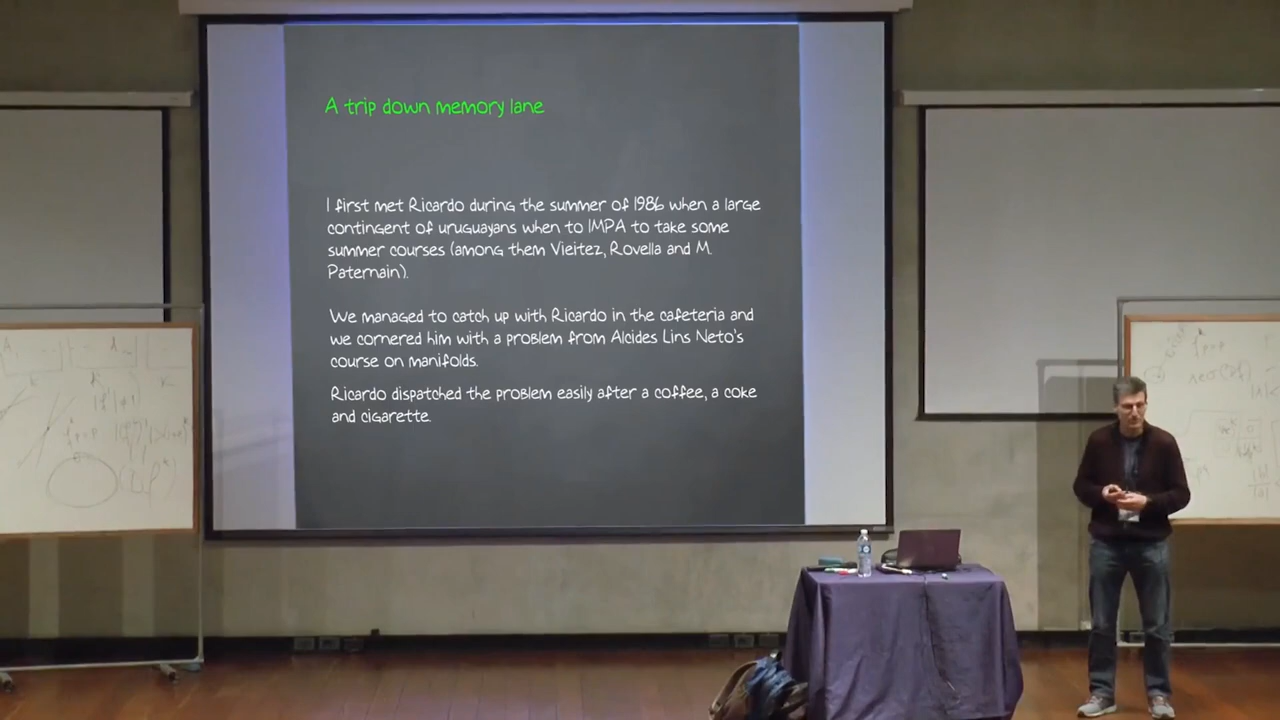 A trip down memory lane
I first met Ricardo during the summer of 1986 when a large
contingent of uruguayans when to IMPA to take some
summer courses (among them Vieitez, Rovella and M.
Paternain).
We managed to catch up with Ricardo in the cafeteria and
we cornered him with a problem from Alcides Lins Neto's
course on manifolds.
Ricardo dispatched the problem easily after a coffee, a coke
and cigarette.